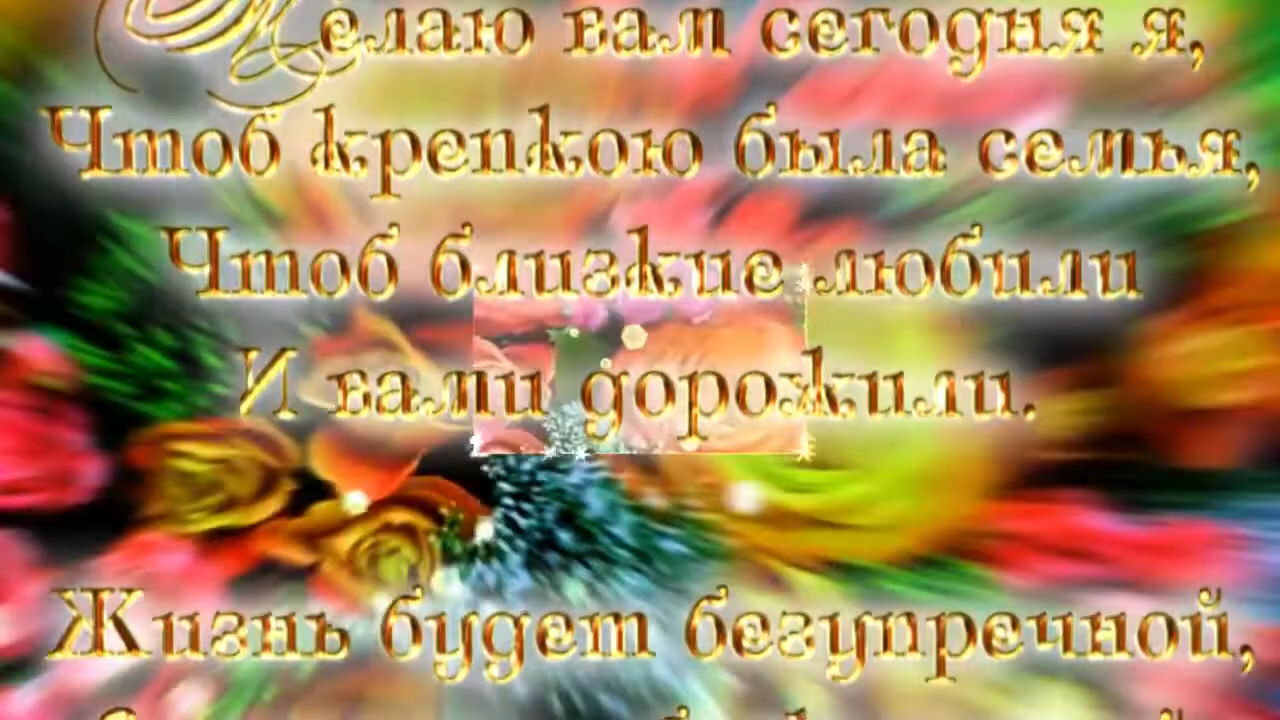 Желаю вам сегодня я,
Чтоб крепкою была семья,
Чтоб близкие любили
И вами дорожили.
Жизнь будет безупречной,